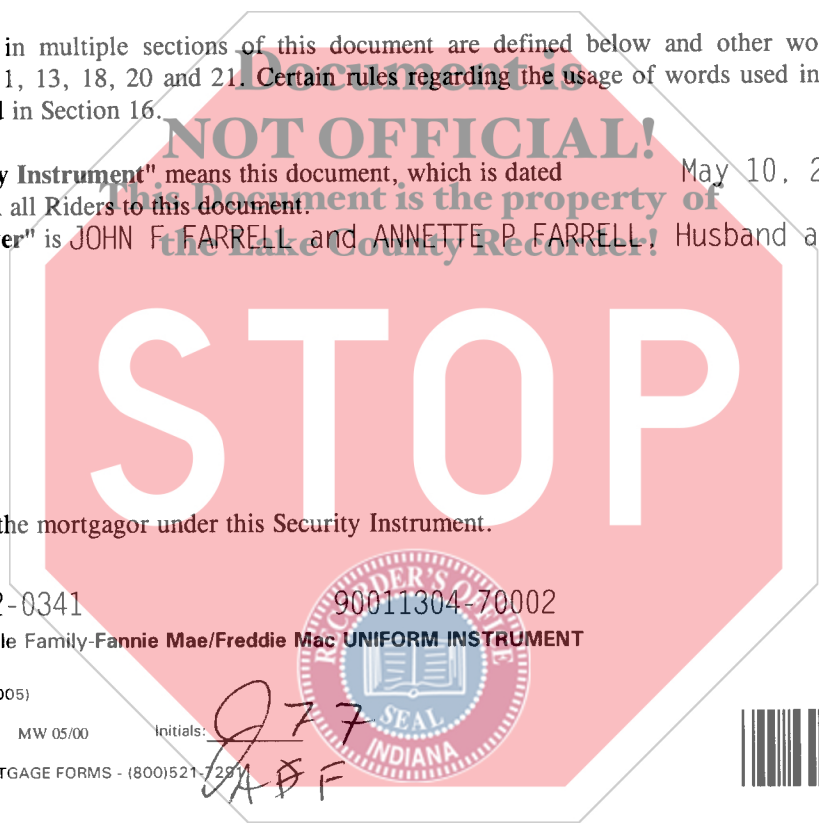 in multiple sections of this document are defined below and other wo
1, 13, 18, 20 and 21. Certain rules regarding the usage of words used in
in Section 16.
Document is
NOT OFFICIAL!
This Document is the property of
the Lake County Recorder!
y Instrument" means this document, which is dated May 10, 2
all Riders to this document.
er" is JOHN F FARRELL and ANNETTE P FARRELL, Husband a
STOP
the mortgagor under this Security Instrument.
2-0341 90011304-70002
le Family-Fannie Mae/Freddie Mac UNIFORM INSTRUMENT
005)
MW 05/00 Initials: JFF
TGAGE FORMS - (800)521-7291 APF
RECORDER'S OFFICE
SEAL
INDIANA